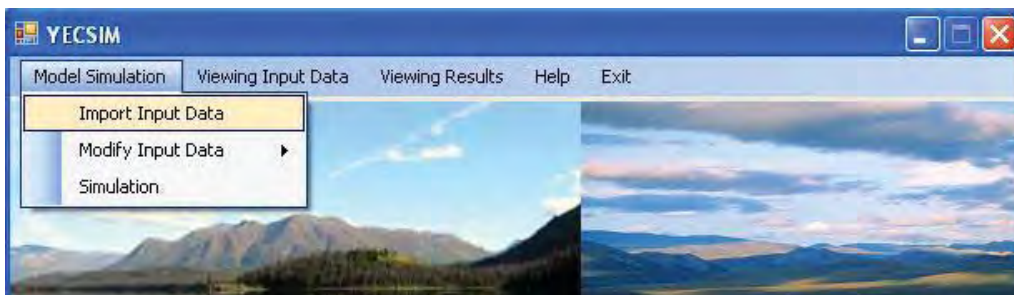 YECSIM
Model Simulation Viewing Input Data Viewing Results Help Exit
Import Input Data
Modify Input Data
Simulation